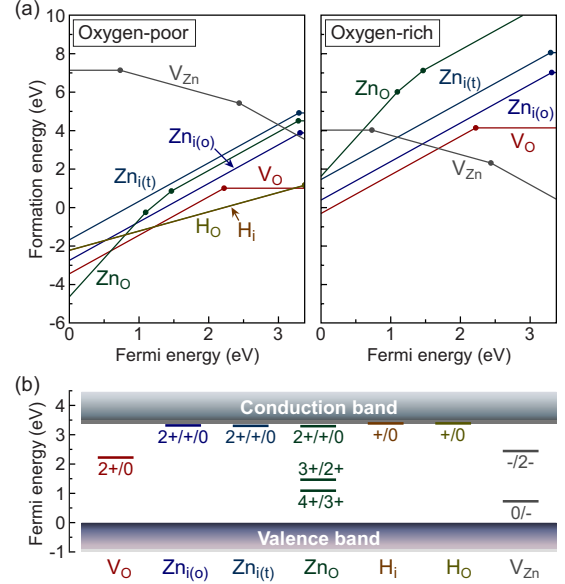 (a)
Oxygen-poor
Oxygen-rich
Formation energy (eV)
10
8
6
4
2
0
-2
-4
-6
V_Zn
Zn_i(o)
Zn_i(t)
V_O
H_O
H_i
Zn_O
Zn_O
Zn_i(t)
Zn_i(o)
V_O
V_Zn
0 1 2 3
0 1 2 3
Fermi energy (eV)
Fermi energy (eV)
(b)
Fermi energy (eV)
4
3
2
1
0
-1
Conduction band
2+/+/0 2+/+/0 2+/+/0 +/0 +/0
-/2-
2+/0
3+/2+
4+/3+
0/-
Valence band
V_O Zn_i(o) Zn_i(t) Zn_O H_i H_O V_Zn